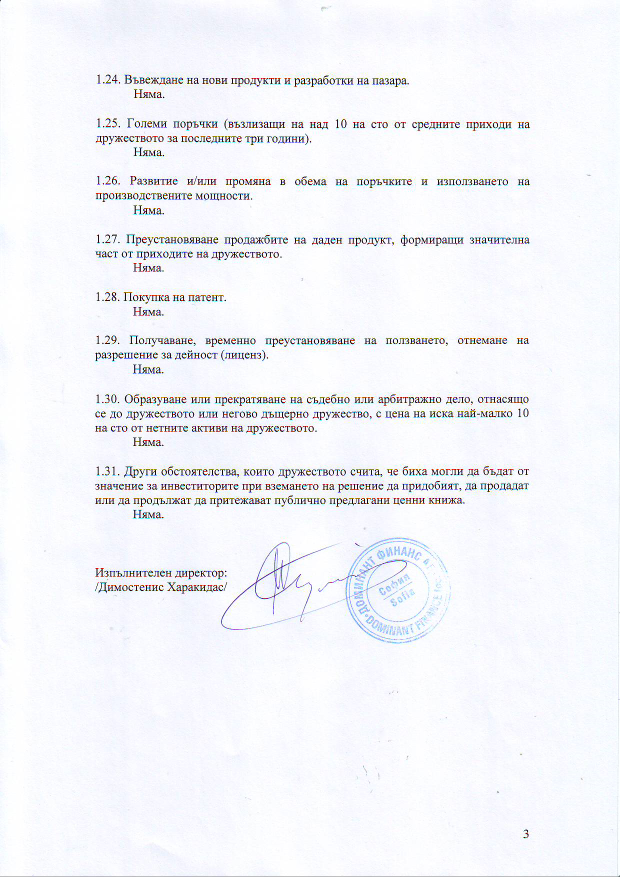 1.24. Въвеждане на нови продукти и разработки на пазара.
Няма.
1.25. Големи поръчки (възлизащи на над 10 на сто от средните приходи на
дружеството за последните три години).
Няма.
1.26. Развитие и/или промяна в обема на поръчките и използването на
производствените мощности.
Няма.
1.27. Преустановяване продажбите на даден продукт, формиращи значителна
част от приходите на дружеството.
Няма.
1.28. Покупка на патент.
Няма.
1.29. Получаване, временно преустановяване на ползването, отнемане на
разрешение за дейност (лиценз).
Няма.
1.30. Образуване или прекратяване на съдебно или арбитражно дело, отнасящо
се до дружеството или негово дъщерно дружество, с цена на иска най-малко 10
на сто от нетните активи на дружеството.
Няма.
1.31. Други обстоятелства, които дружеството счита, че биха могли да бъдат от
значение за инвеститорите при вземането на решение да придобият, да продадат
или да продължат да притежават публично предлагани ценни книжа.
Няма.
Изпълнителен директор:
/Димостенис Харакидас/
ДОМИНАНТ ФИНАНС
София
Sofia
DOMINANT FINANCE
3